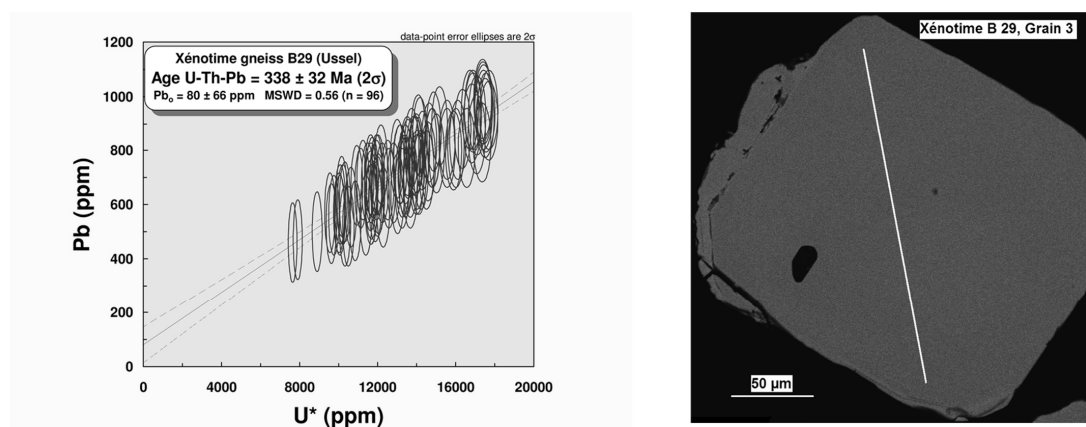 data-point error ellipses are 2σ
Xénotime gneiss B29 (Ussel)
Age U-Th-Pb = 338 ± 32 Ma (2σ)
Pbo = 80 ± 66 ppm MSWD = 0.56 (n = 96)
Pb (ppm)
1200
1000
800
600
400
200
0
0
4000
8000
12000
16000
20000
U* (ppm)
Xénotime B 29, Grain 3
50 µm